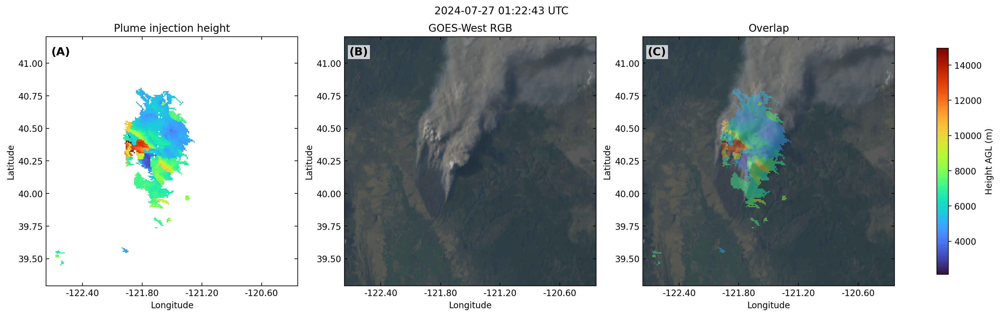 2024-07-27 01:22:43 UTC
Plume injection height
(A)
41.00
40.75
40.50
40.25
40.00
39.75
39.50
Latitude
-122.40 -121.80 -121.20 -120.60
Longitude
GOES-West RGB
(B)
41.00
40.75
40.50
40.25
40.00
39.75
39.50
Latitude
-122.40 -121.80 -121.20 -120.60
Longitude
Overlap
(C)
41.00
40.75
40.50
40.25
40.00
39.75
39.50
Latitude
-122.40 -121.80 -121.20 -120.60
Longitude
14000
12000
10000
8000
6000
4000
Height AGL (m)